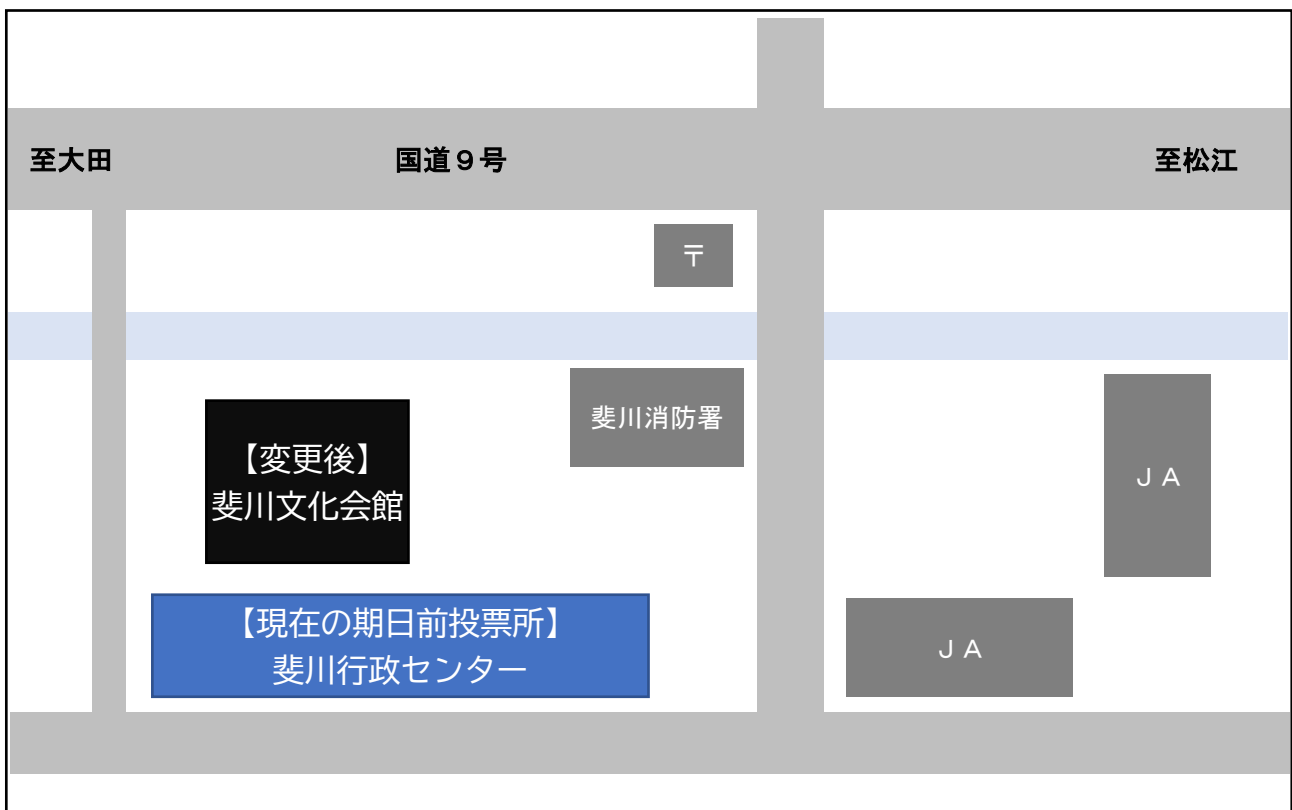 至大田
国道９号
至松江
〒
斐川消防署
【変更後】
斐川文化会館
ＪＡ
【現在の期日前投票所】
斐川行政センター
ＪＡ